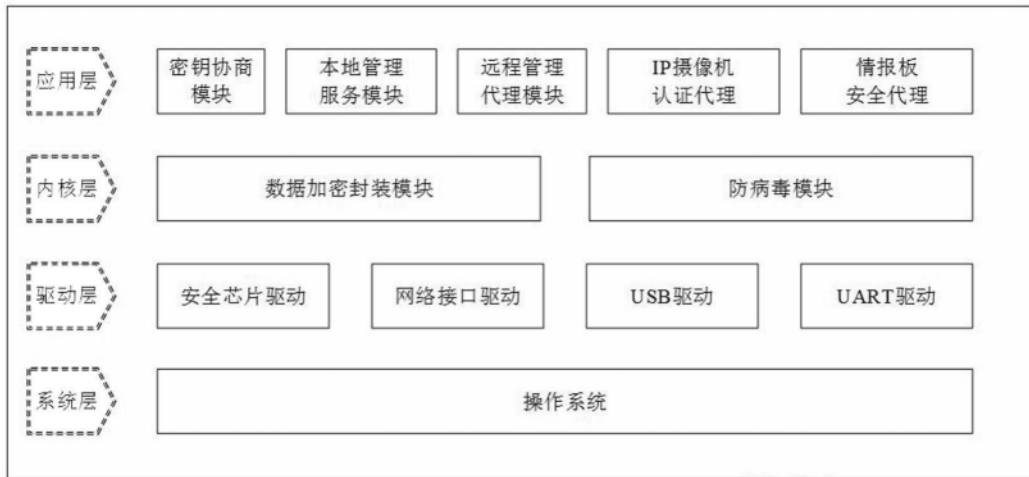 应用层
密钥协商
模块
本地管理
服务模块
远程管理
代理模块
IP摄像机
认证代理
情报板
安全代理
内核层
数据加密封装模块
防病毒模块
驱动层
安全芯片驱动
网络接口驱动
USB驱动
UART驱动
系统层
操作系统